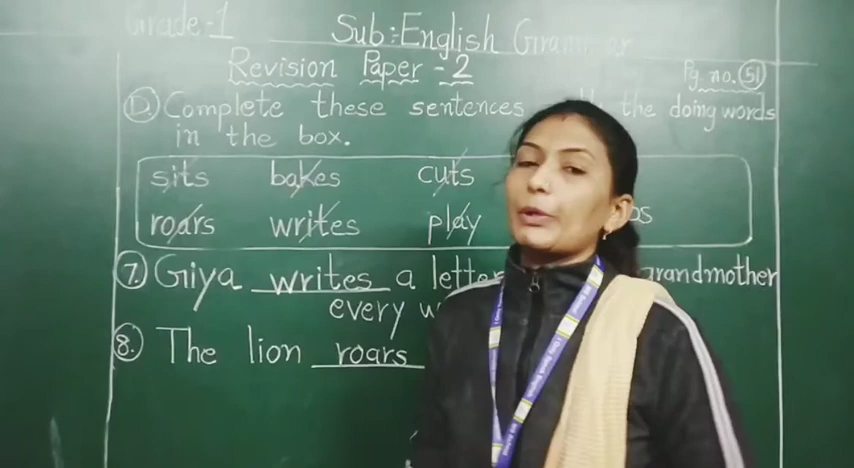 Grade-1 Sub:-English Grammar
Revision Paper - 2 Pg no. 51
D. Complete these sentences the doing words
in the box.
sits bakes cuts
roars writes play
7. Giya writes a letter grandmother
every
8. The lion roars